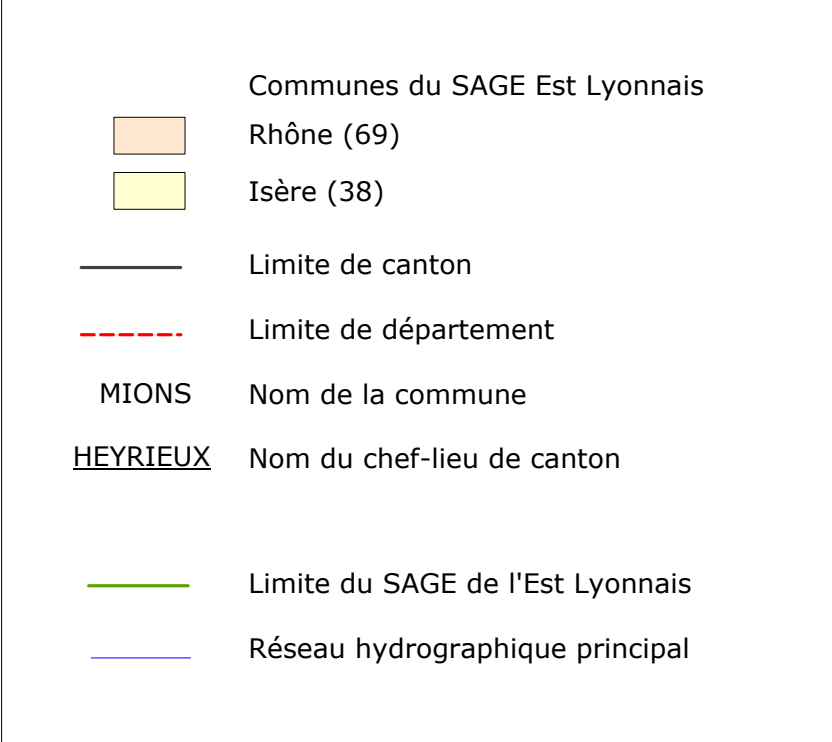 Communes du SAGE Est Lyonnais
Rhône (69)
Isère (38)
Limite de canton
Limite de département
MIONS Nom de la commune
HEYRIEUX Nom du chef-lieu de canton
Limite du SAGE de l'Est Lyonnais
Réseau hydrographique principal